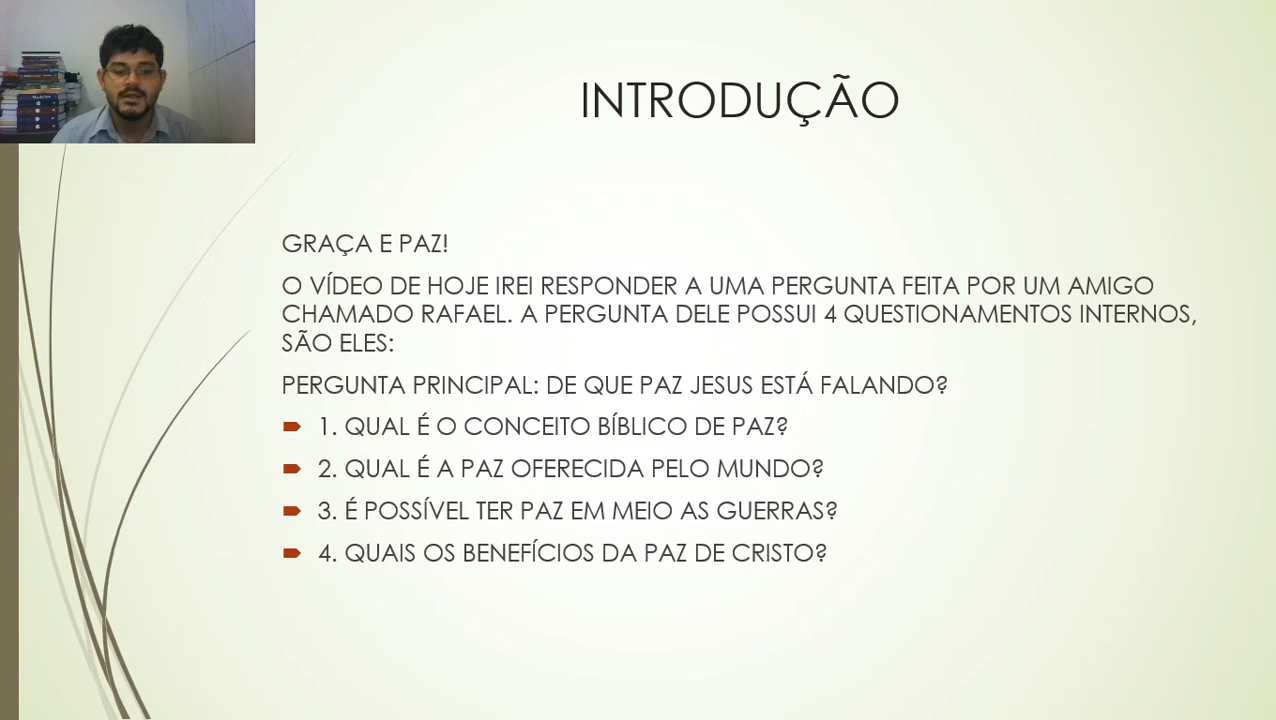 INTRODUÇÃO
GRAÇA E PAZ!
O VÍDEO DE HOJE IREI RESPONDER A UMA PERGUNTA FEITA POR UM AMIGO
CHAMADO RAFAEL. A PERGUNTA DELE POSSUI 4 QUESTIONAMENTOS INTERNOS,
SÃO ELES:
PERGUNTA PRINCIPAL: DE QUE PAZ JESUS ESTÁ FALANDO?
1. QUAL É O CONCEITO BÍBLICO DE PAZ?
2. QUAL É A PAZ OFERECIDA PELO MUNDO?
3. É POSSÍVEL TER PAZ EM MEIO AS GUERRAS?
4. QUAIS OS BENEFÍCIOS DA PAZ DE CRISTO?